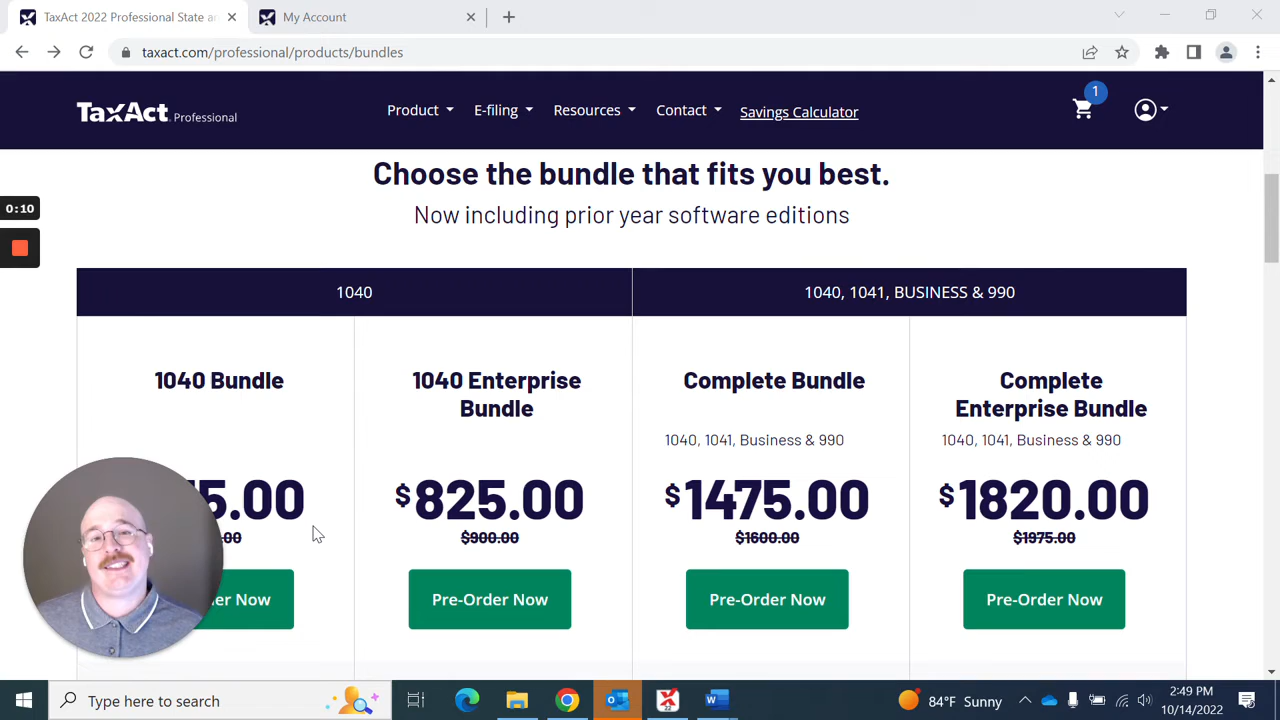 TaxAct 2022 Professional State an
My Account
taxact.com/professional/products/bundles
TaxAct Professional
Product
E-filing
Resources
Contact
Savings Calculator
1
Choose the bundle that fits you best.
Now including prior year software editions
0:10
1040
1040, 1041, BUSINESS & 990
1040 Bundle
1040 Enterprise
Bundle
Complete Bundle
Complete
Enterprise Bundle
1040, 1041, Business & 990
1040, 1041, Business & 990
5.00
$825.00
$1475.00
$1820.00
.00
$900.00
$1600.00
$1975.00
er Now
Pre-Order Now
Pre-Order Now
Pre-Order Now
Type here to search
22
84°F Sunny
2:49 PM
10/14/2022